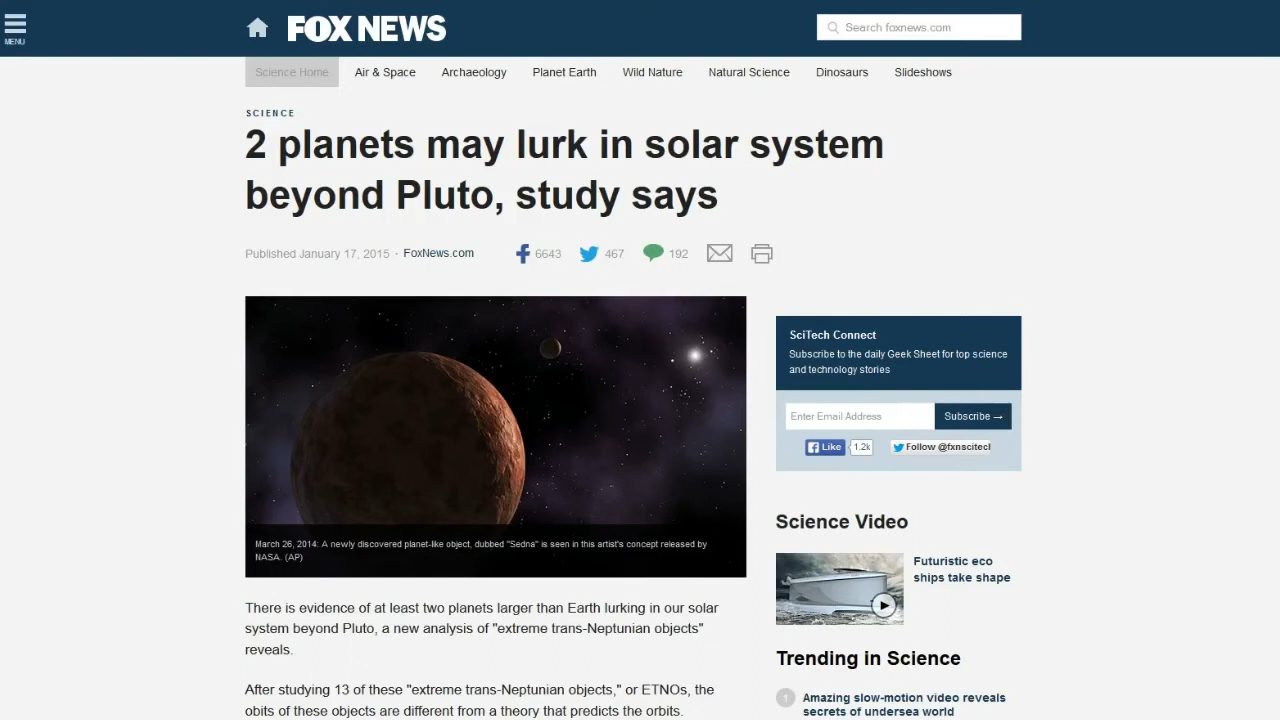 MENU
FOX NEWS
Search foxnews.com
Science Home Air & Space Archaeology Planet Earth Wild Nature Natural Science Dinosaurs Slideshows
SCIENCE
2 planets may lurk in solar system
beyond Pluto, study says
Published January 17, 2015 · FoxNews.com 6643 467 192
March 26, 2014: A newly discovered planet-like object, dubbed "Sedna" is seen in this artist's concept released by
NASA. (AP)
There is evidence of at least two planets larger than Earth lurking in our solar
system beyond Pluto, a new analysis of "extreme trans-Neptunian objects"
reveals.
After studying 13 of these "extreme trans-Neptunian objects," or ETNOs, the
obits of these objects are different from a theory that predicts the orbits.
SciTech Connect
Subscribe to the daily Geek Sheet for top science
and technology stories
Enter Email Address Subscribe →
Like 1.2k Follow @fxnscitecl
Science Video
Futuristic eco
ships take shape
Trending in Science
1 Amazing slow-motion video reveals
secrets of undersea world